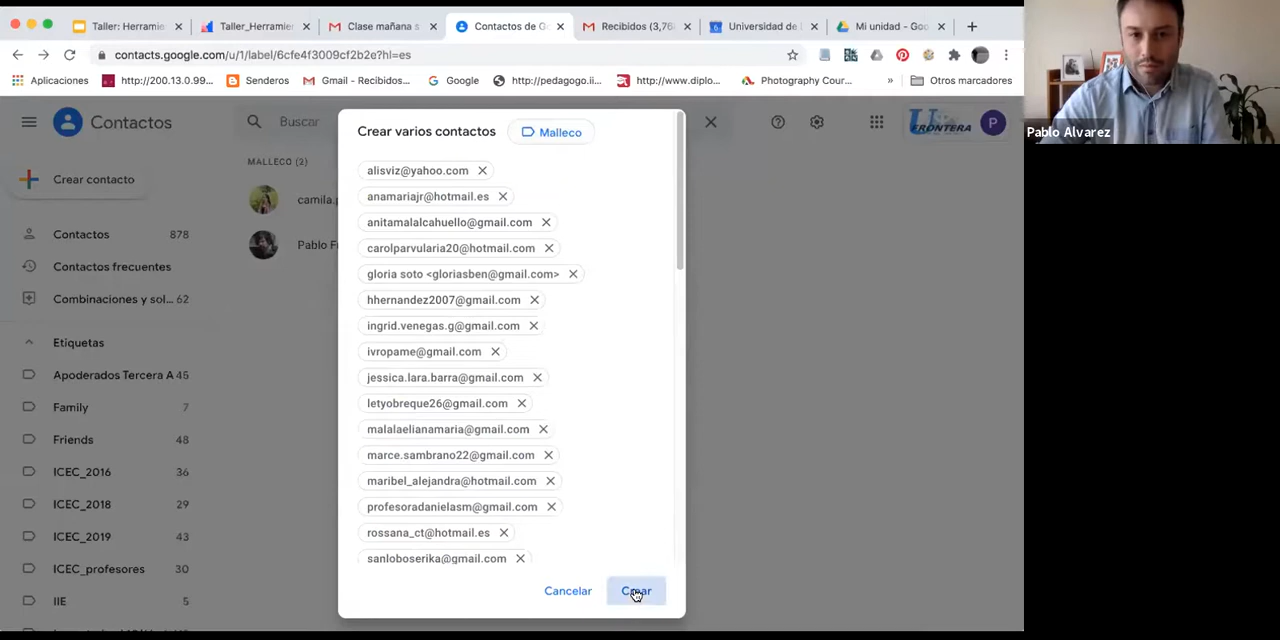 Taller: Herramie
Taller_Herramier
Clase mañana s
Contactos de G
Recibidos (3,76
Universidad de
Mi unidad - Goo
contacts.google.com/u/1/label/6cfe4f3009cf2b2e?hl=es
Aplicaciones
http://200.13.0.99...
Senderos
Gmail - Recibidos...
Google
http://pedagogo.ii...
http://www.diplo...
Photography Cour...
»
Otros marcadores
Contactos
Buscar
FRONTERA
P
Pablo Alvarez
Crear contacto
Contactos 878
Contactos frecuentes
Combinaciones y sol... 62
Etiquetas
Apoderados Tercera A 45
Family 7
Friends 48
ICEC_2016 36
ICEC_2018 29
ICEC_2019 43
ICEC_profesores 30
IIE 5
MALLECO (2)
camila.p
Pablo Fr
Crear varios contactos
Malleco
alisviz@yahoo.com
anamariajr@hotmail.es
anitamalalcahuello@gmail.com
carolparvularia20@hotmail.com
gloria soto <gloriasben@gmail.com>
hhernandez2007@gmail.com
ingrid.venegas.g@gmail.com
ivropame@gmail.com
jessica.lara.barra@gmail.com
letyobreque26@gmail.com
malalaelianamaria@gmail.com
marce.sambrano22@gmail.com
maribel_alejandra@hotmail.com
profesoradanielasm@gmail.com
rossana_ct@hotmail.es
sanloboserika@gmail.com
Cancelar
Crear